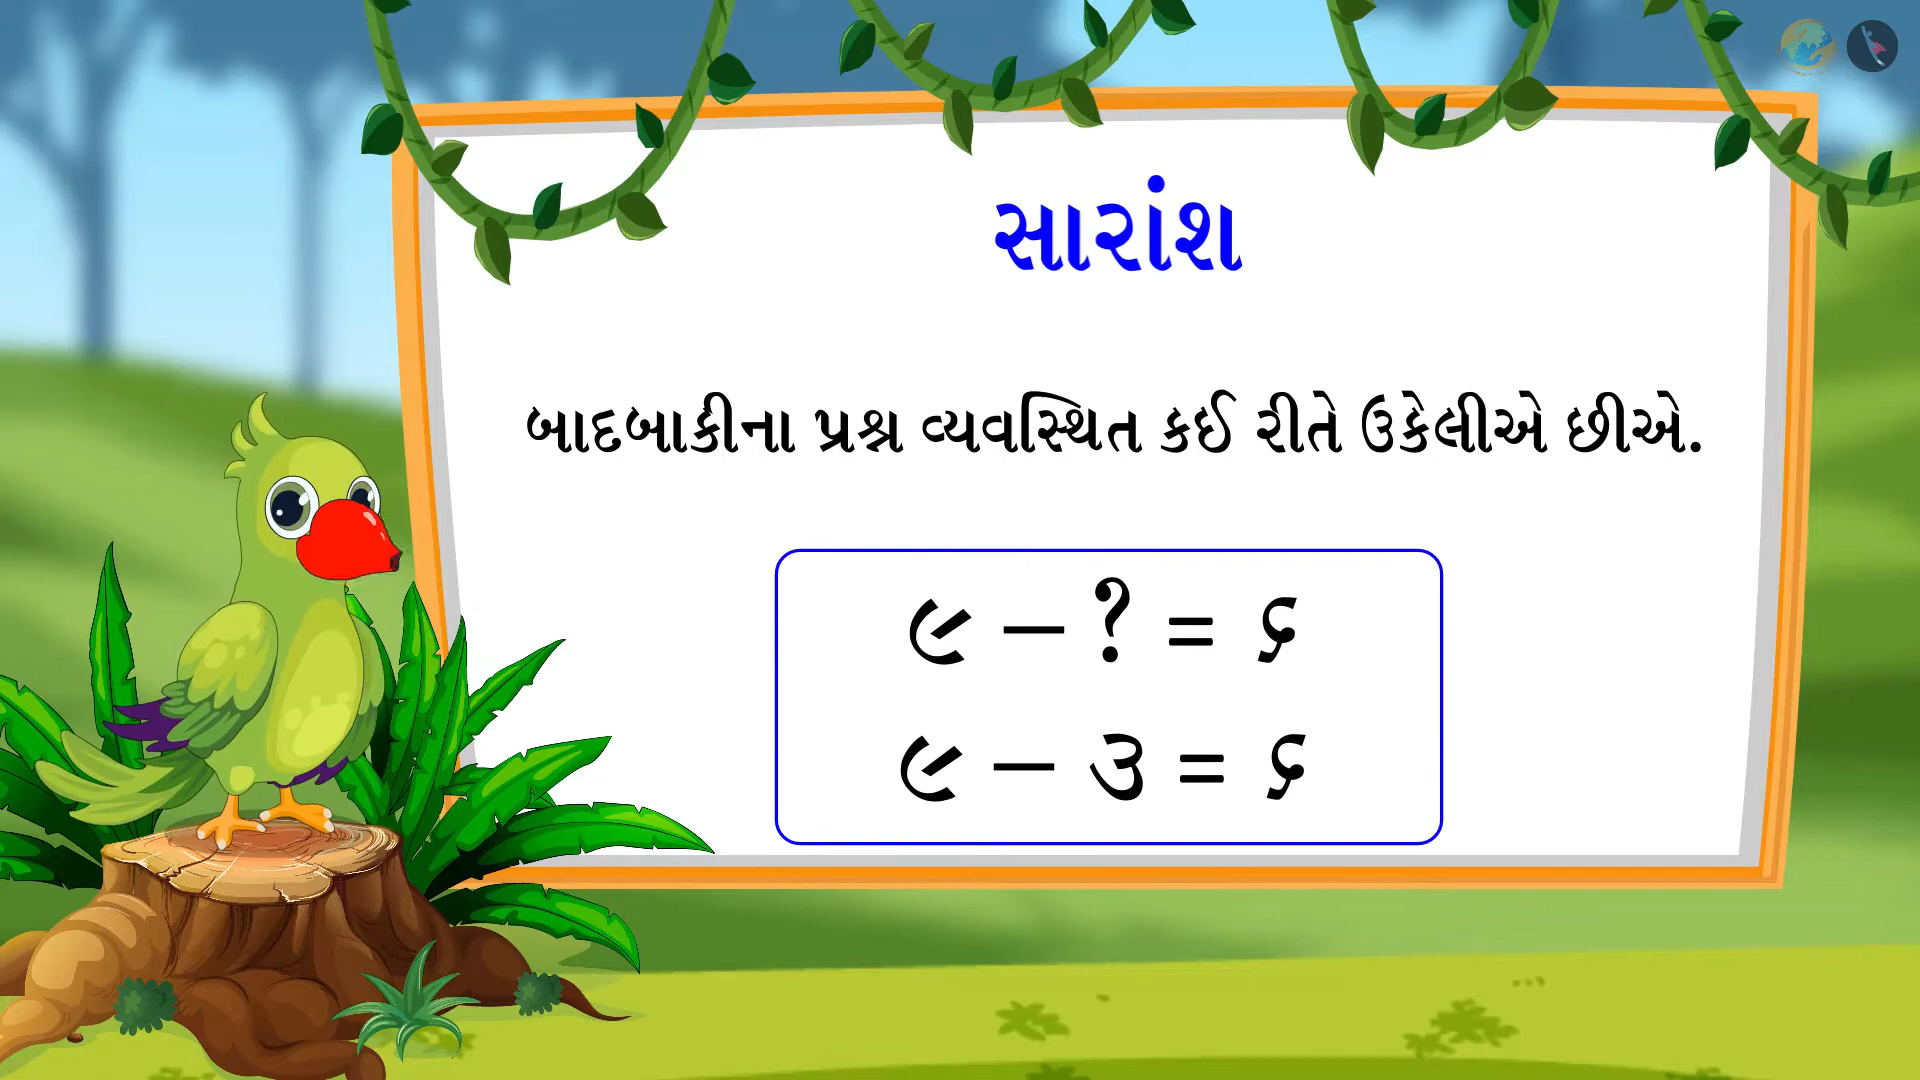 સારાંશ
બાદબાકીના પ્રશ્ન વ્યવસ્થિત કઈ રીતે ઉકેલીએ છીએ.
૯ – ? = ૬
૯ – ૩ = ૬